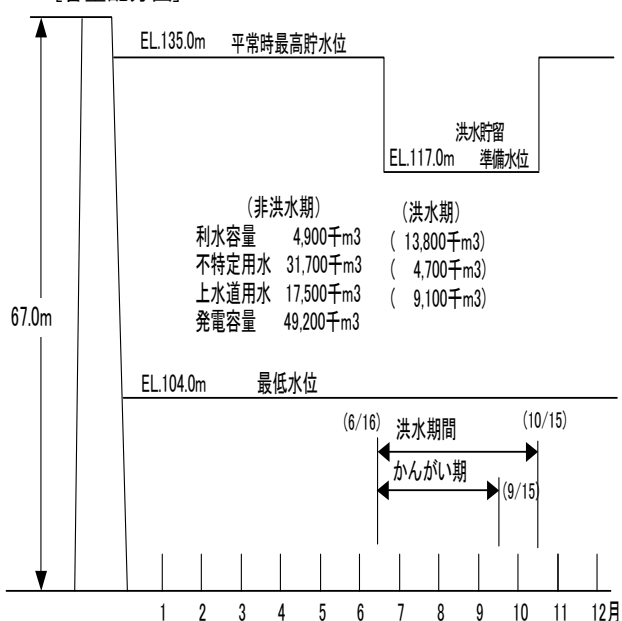 EL.135.0m 平常時最高貯水位
洪水貯留
EL.117.0m 準備水位
(非洪水期) (洪水期)
利水容量 4,900千m3 ( 13,800千m3)
不特定用水 31,700千m3 ( 4,700千m3)
上水道用水 17,500千m3 ( 9,100千m3)
発電容量 49,200千m3
67.0m
EL.104.0m 最低水位
(6/16) 洪水期間 (10/15)
かんがい期
(9/15)
1 2 3 4 5 6 7 8 9 10 11 12月